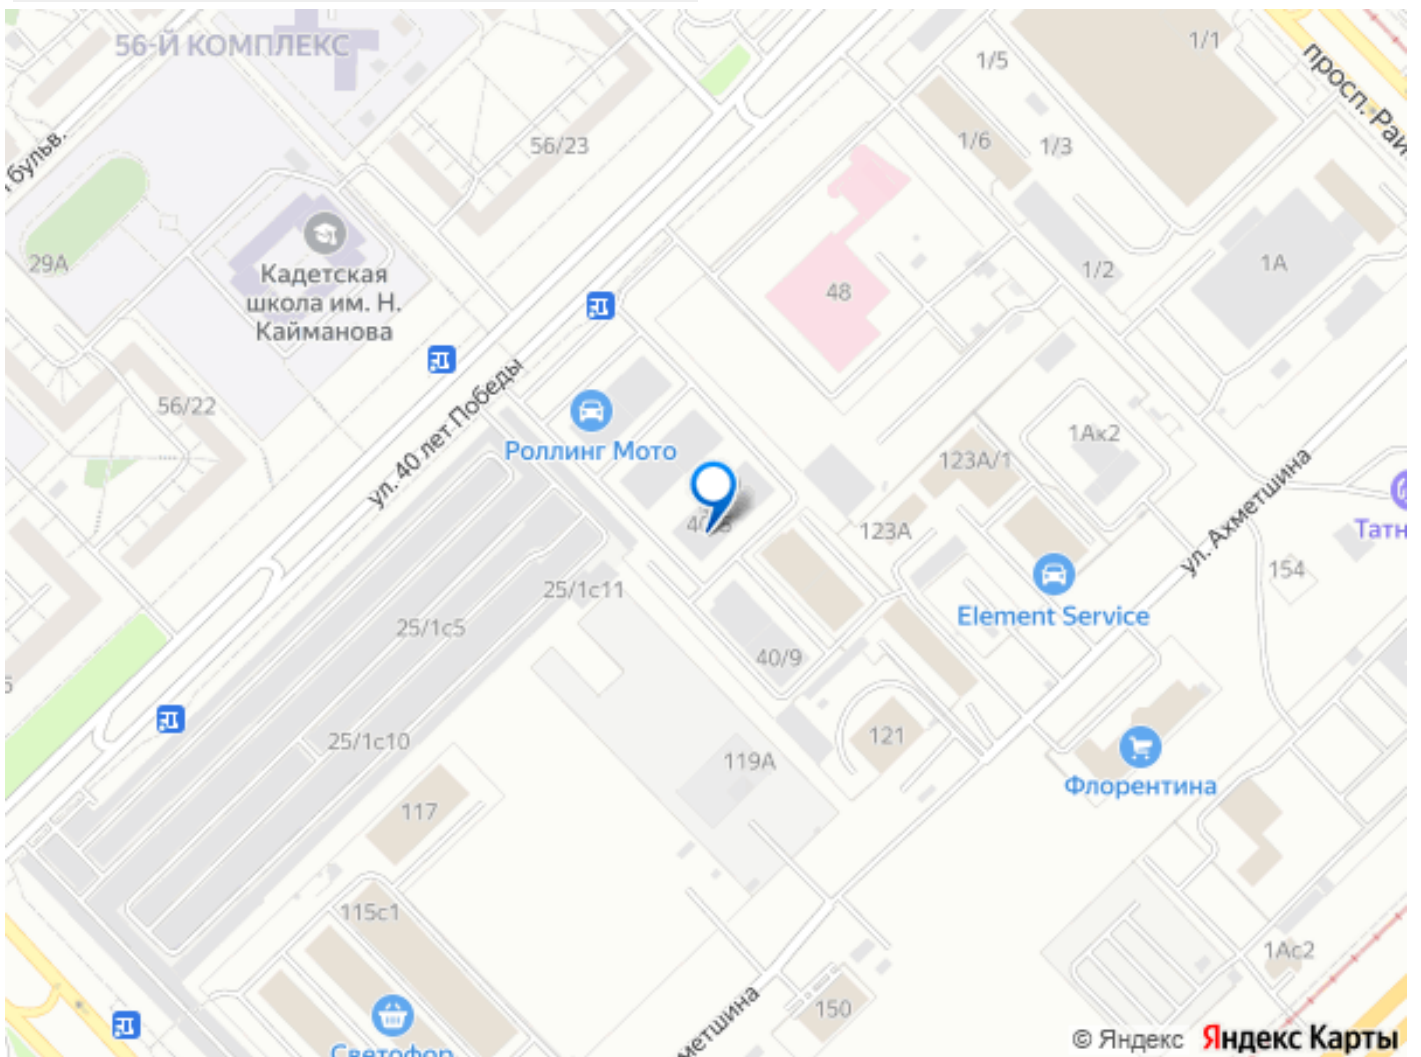 56-Й КОМПЛЕКС
1/1
1/5
просп. Раи
бульв.
56/23
1/6
1/3
29А
Кадетская
школа им. Н.
Кайманова
48
1/2
1А
56/22
ул. 40 лет Победы
Роллинг Мото
1Ак2
123А/1
ул. Ахметшина
Татн
123А
154
25/1с11
Element Service
25/1с5
40/9
25/1с10
121
119А
Флорентина
117
115с1
1Ас2
150
метшина
Светофор
© Яндекс Яндекс Карты